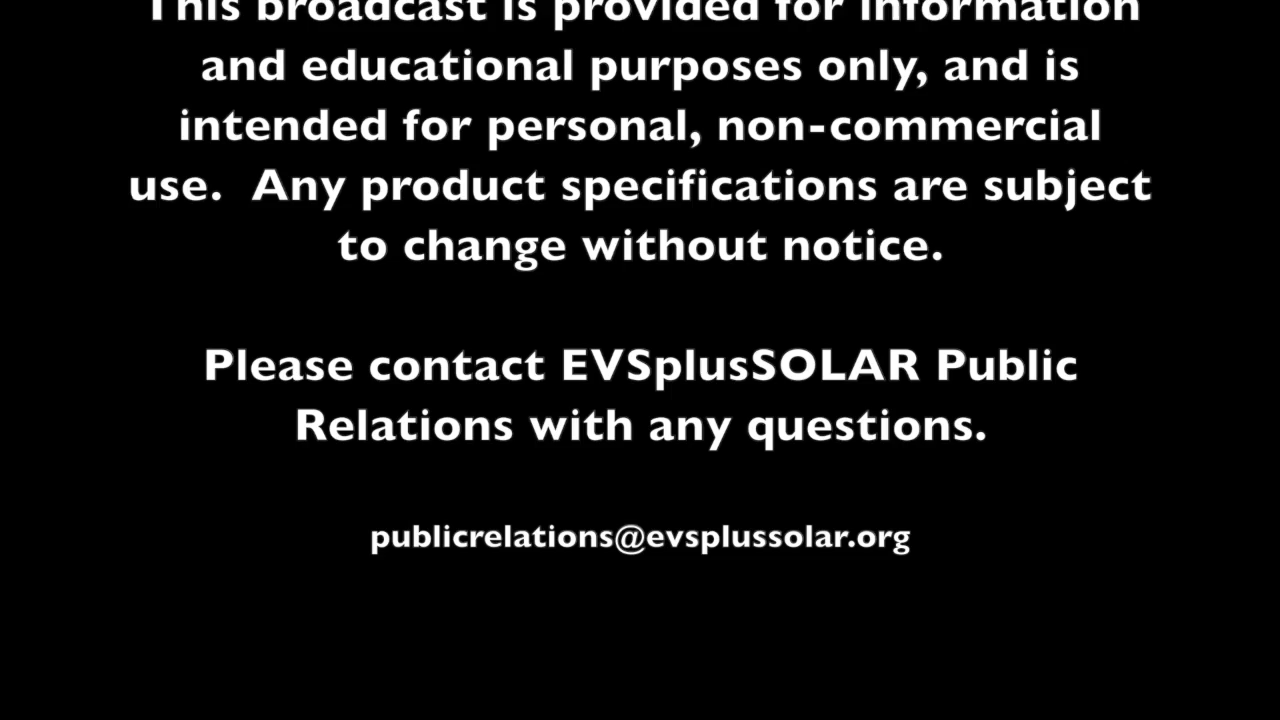 This broadcast is provided for information
and educational purposes only, and is
intended for personal, non-commercial
use.  Any product specifications are subject
to change without notice.
Please contact EVSplusSOLAR Public
Relations with any questions.
publicrelations@evsplussolar.org